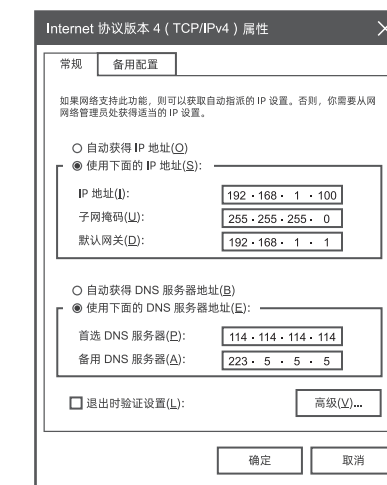 Internet 协议版本 4 ( TCP/IPv4 ) 属性
常规 备用配置
如果网络支持此功能，则可以获取自动指派的 IP 设置。否则，你需要从网
网络管理员处获得适当的 IP 设置。
自动获得 IP 地址(O)
使用下面的 IP 地址(S):
IP 地址(I): 192 . 168 . 1 . 100
子网掩码(U): 255 . 255 . 255 . 0
默认网关(D): 192 . 168 . 1 . 1
自动获得 DNS 服务器地址(B)
使用下面的 DNS 服务器地址(E):
首选 DNS 服务器(P): 114 . 114 . 114 . 114
备用 DNS 服务器(A): 223 . 5 . 5 . 5
退出时验证设置(L): 高级(V)...
确定 取消